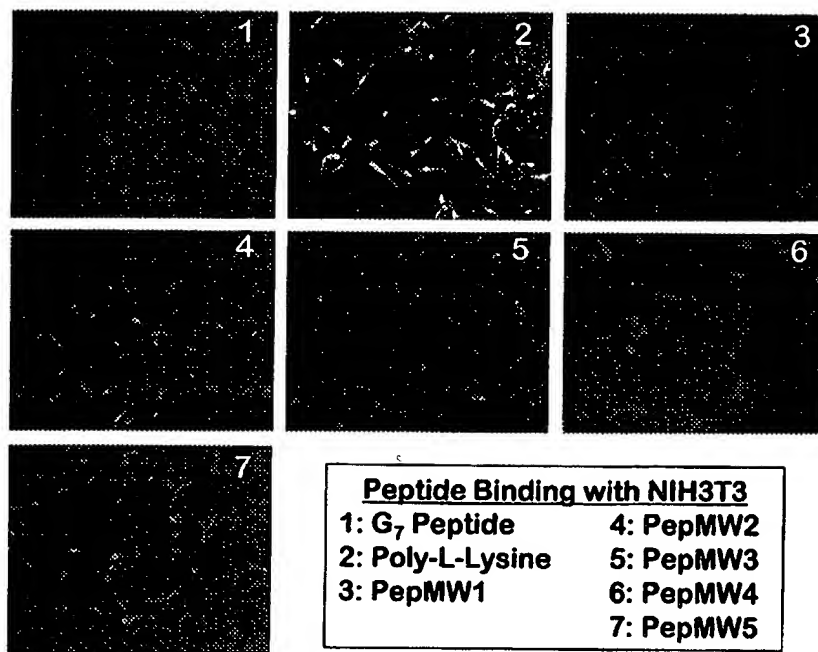 1
2
3
4
5
6
7
Peptide Binding with NIH3T3
1: G₇ Peptide
2: Poly-L-Lysine
3: PepMW1
4: PepMW2
5: PepMW3
6: PepMW4
7: PepMW5